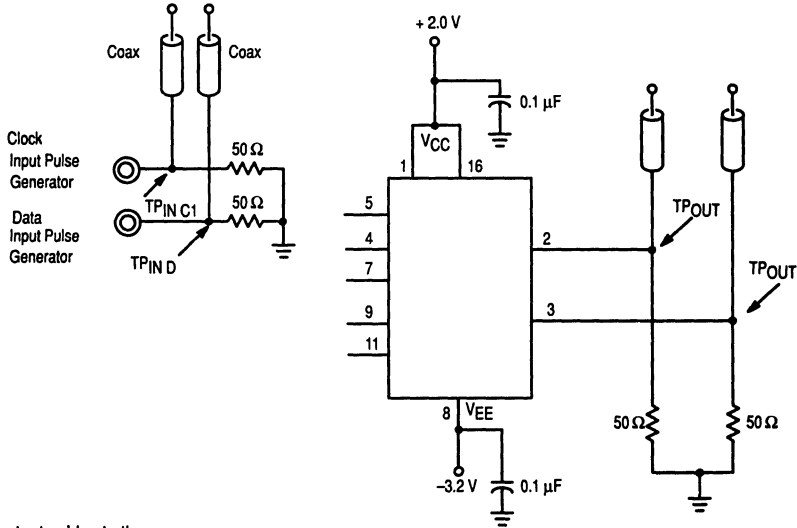 Coax
Coax
Clock
Input Pulse
Generator
50 Ω
TPIN C1
Data
Input Pulse
Generator
50 Ω
TPIN D
+ 2.0 V
0.1 µF
VCC
1
16
5
4
7
9
11
2
3
TPOUT
TPOUT
8
VEE
–3.2 V
0.1 µF
50 Ω
50 Ω